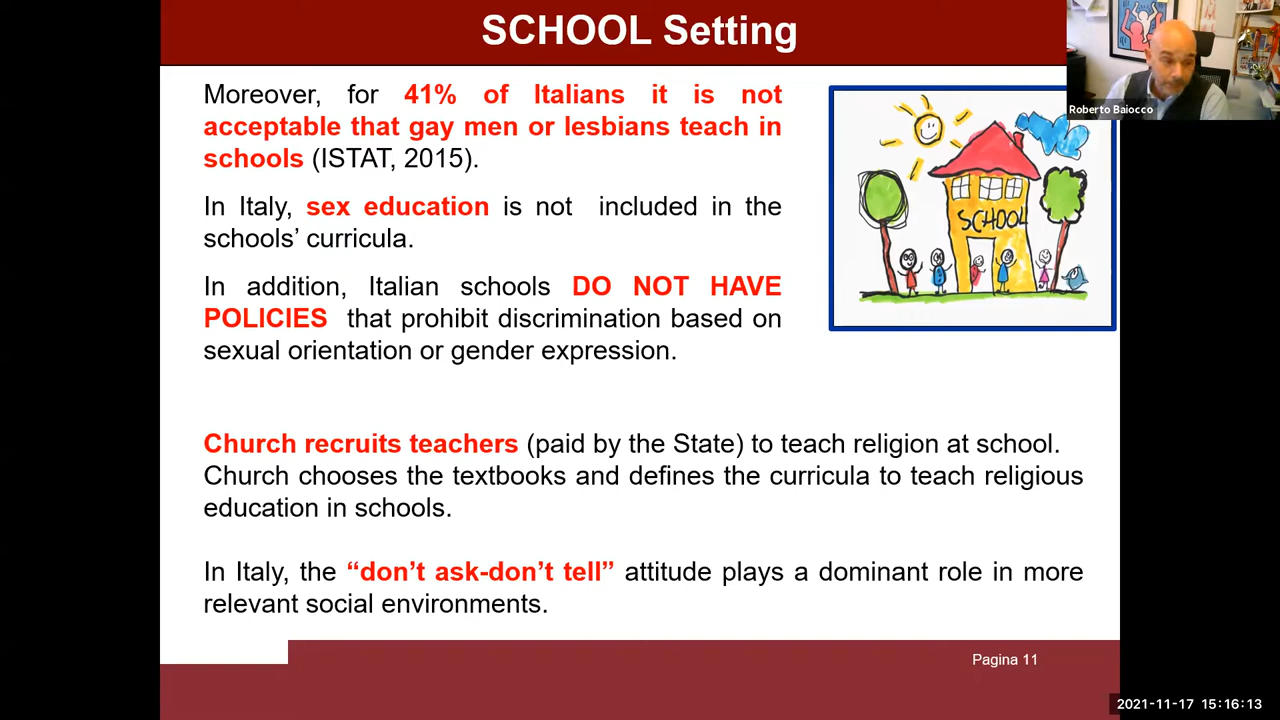 SCHOOL Setting
Roberto Baiocco
Moreover, for 41% of Italians it is not
acceptable that gay men or lesbians teach in
schools (ISTAT, 2015).
SCHOOL
In Italy, sex education is not included in the
schools’ curricula.
In addition, Italian schools DO NOT HAVE
POLICIES that prohibit discrimination based on
sexual orientation or gender expression.
Church recruits teachers (paid by the State) to teach religion at school.
Church chooses the textbooks and defines the curricula to teach religious
education in schools.
In Italy, the “don’t ask-don’t tell” attitude plays a dominant role in more
relevant social environments.
Pagina 11
2021-11-17 15:16:13